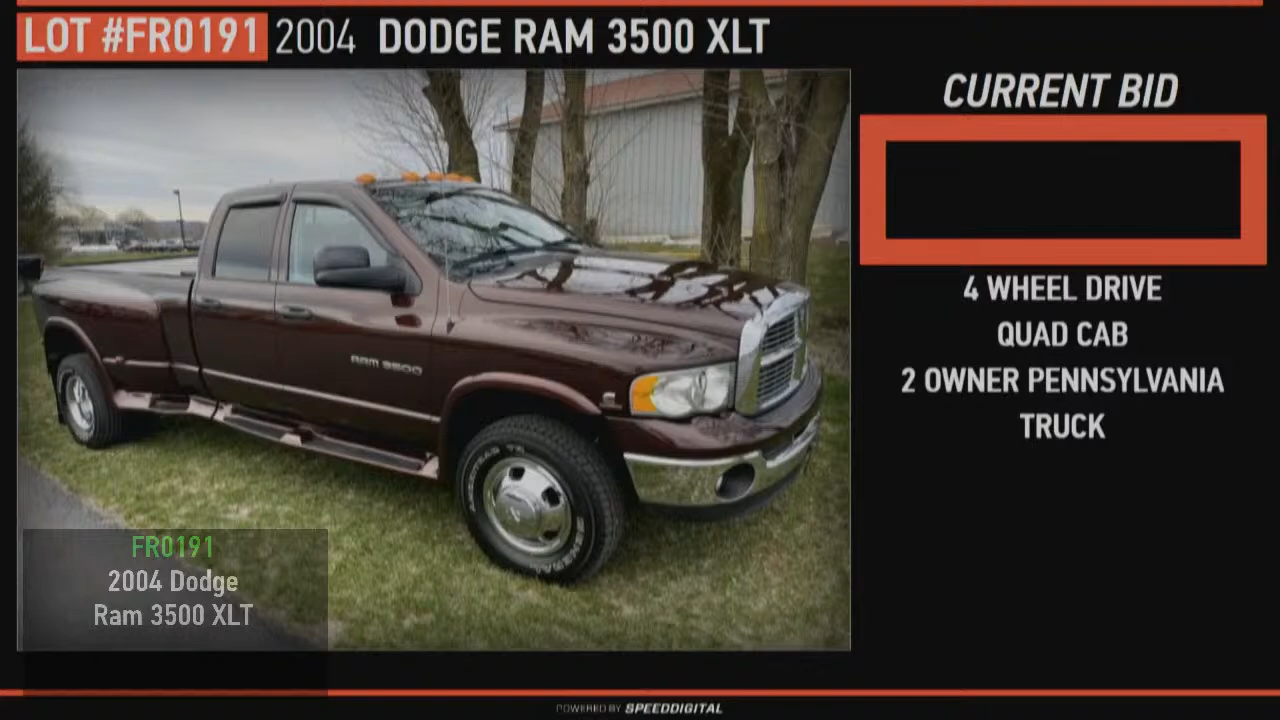 LOT #FR0191 2004 DODGE RAM 3500 XLT
CURRENT BID
4 WHEEL DRIVE
QUAD CAB
2 OWNER PENNSYLVANIA
TRUCK
RAM 3500
FR0191
2004 Dodge
Ram 3500 XLT
POWERED BY SPEEDDIGITAL